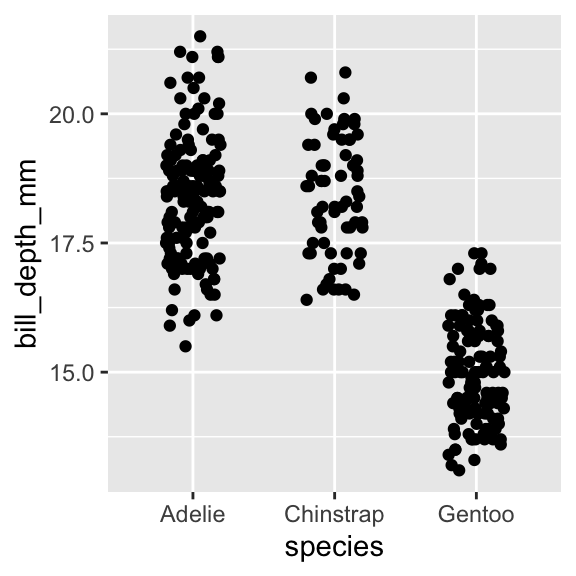 bill_depth_mm
20.0
17.5
15.0
Adelie Chinstrap Gentoo
species